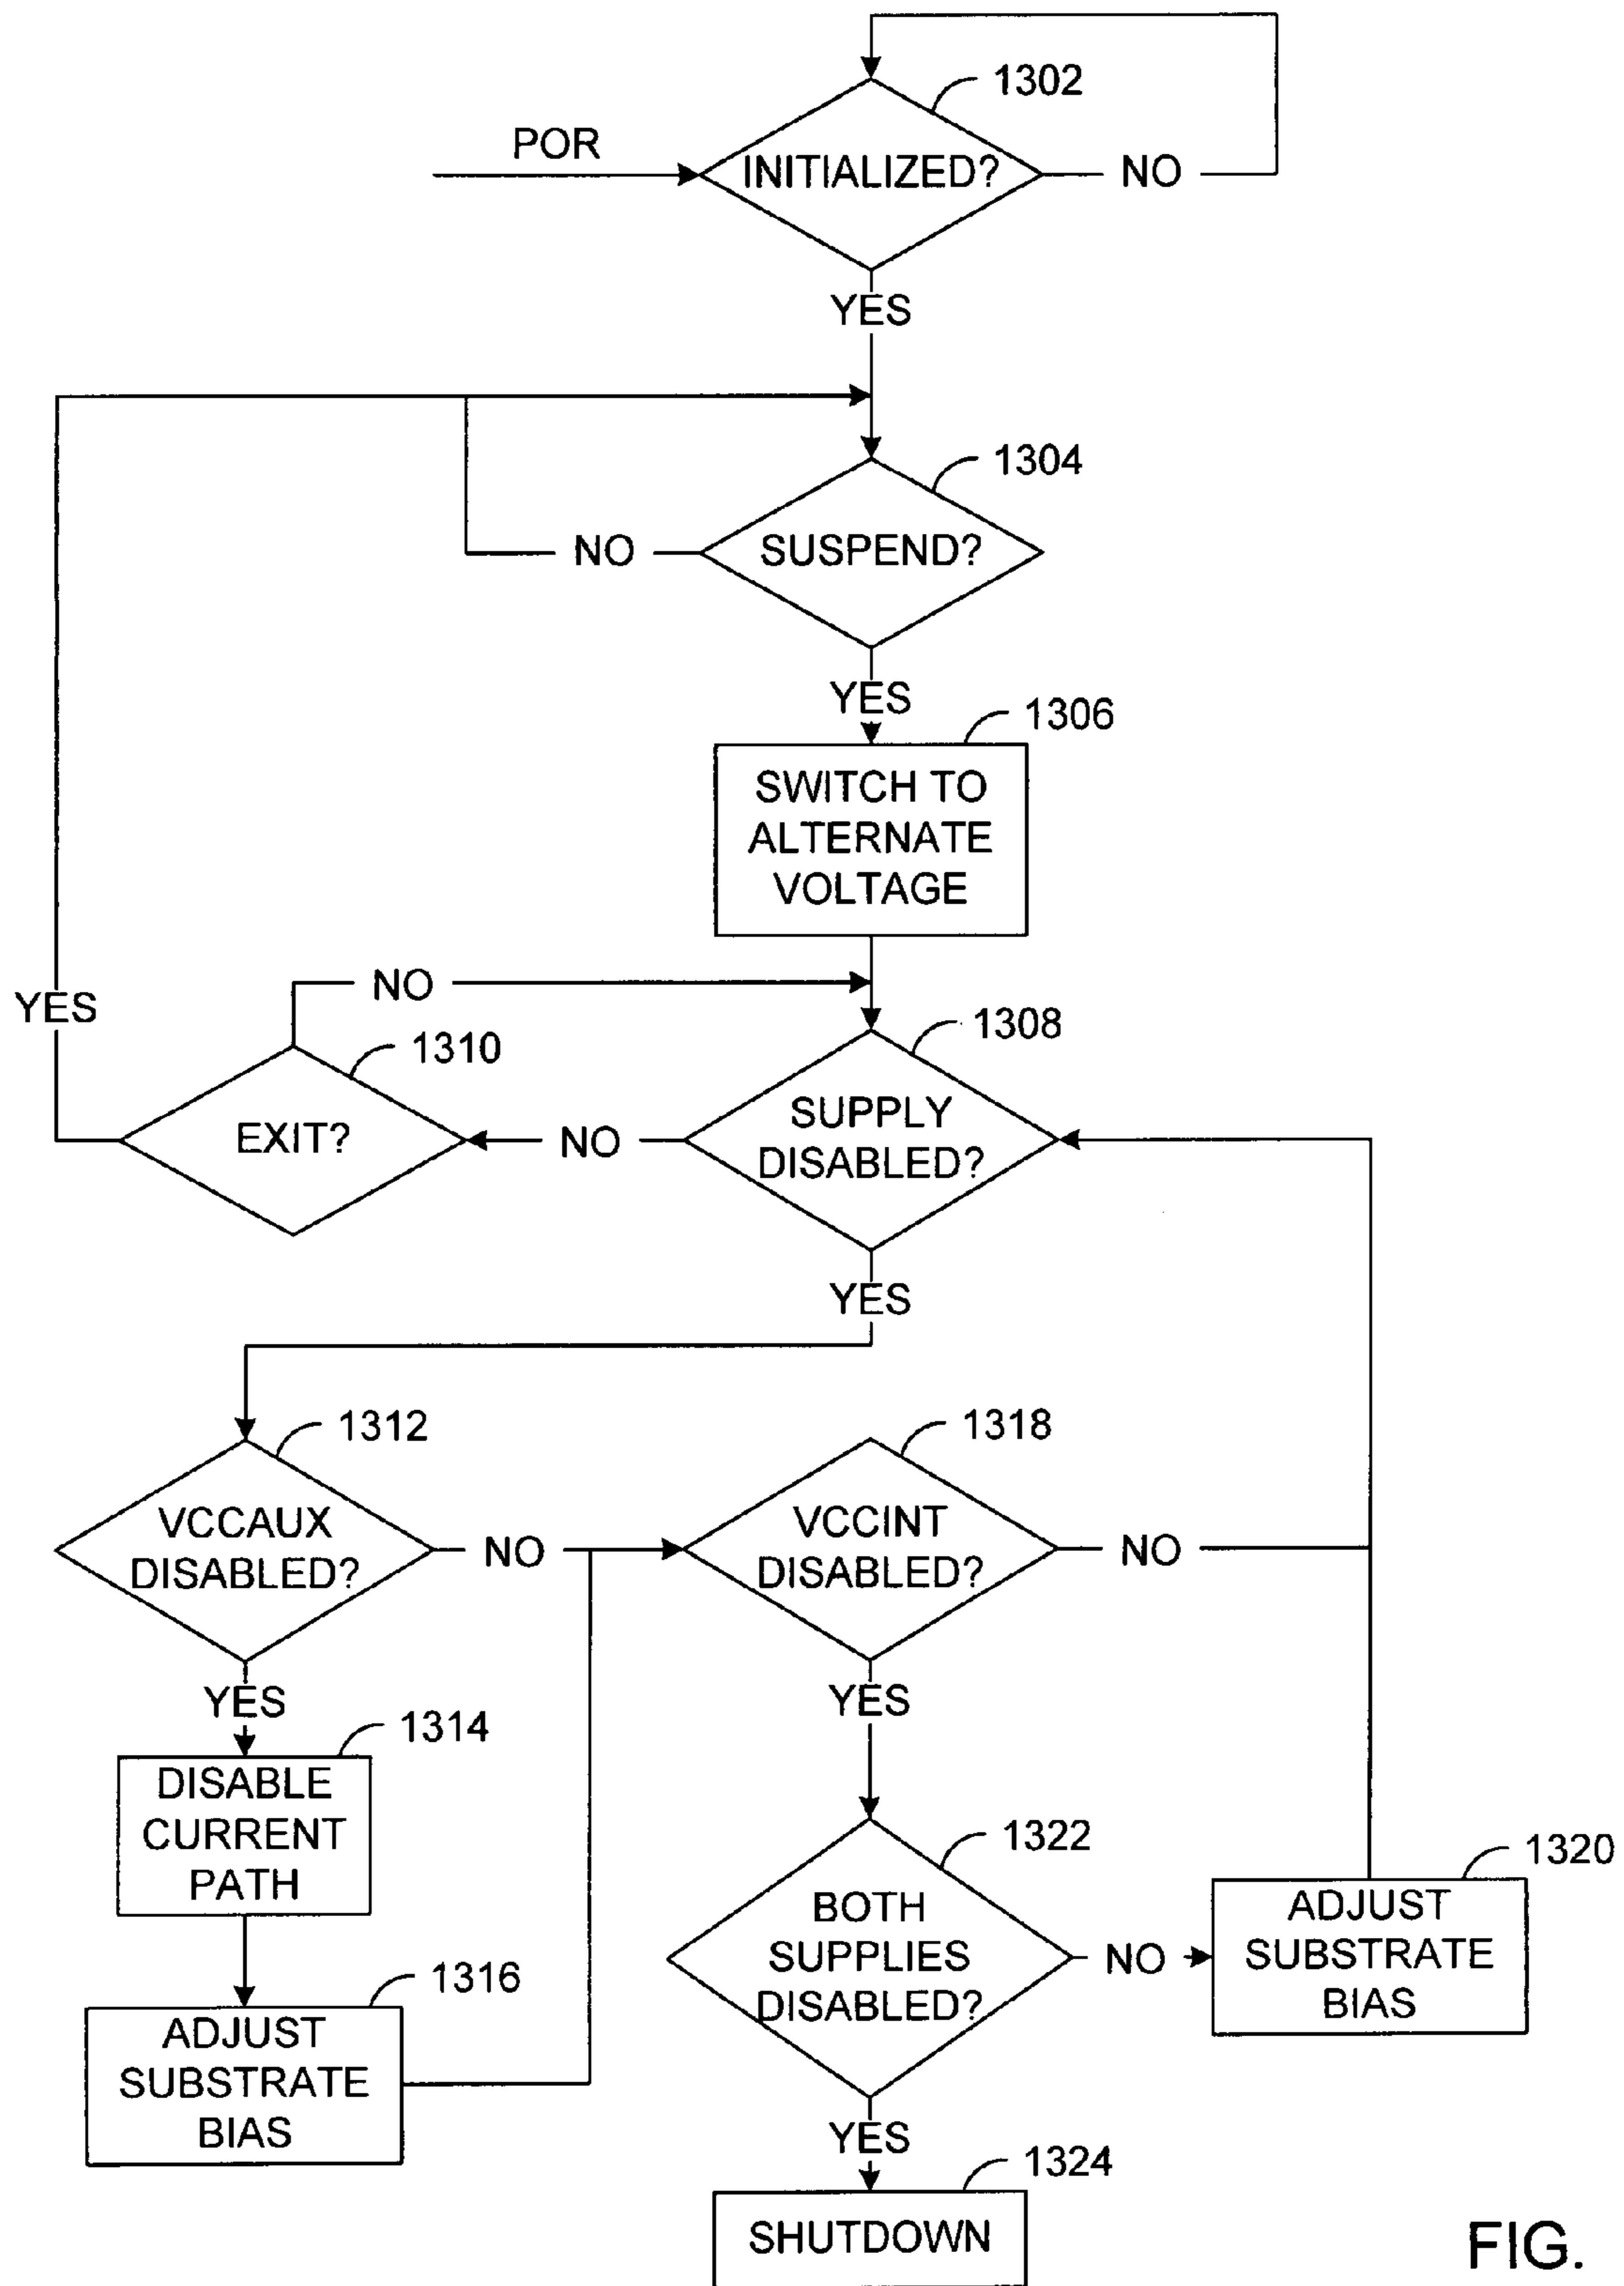 1302
POR
INITIALIZED?
NO
YES
1304
NO
SUSPEND?
YES
1306
SWITCH TO
ALTERNATE
VOLTAGE
NO
YES
1308
1310
EXIT?
NO
SUPPLY
DISABLED?
YES
1312
1318
VCCAUX
DISABLED?
NO
VCCINT
DISABLED?
NO
YES
YES
1314
DISABLE
CURRENT
PATH
1322
1320
BOTH
SUPPLIES
DISABLED?
NO
ADJUST
SUBSTRATE
BIAS
1316
ADJUST
SUBSTRATE
BIAS
YES
1324
SHUTDOWN
FIG.